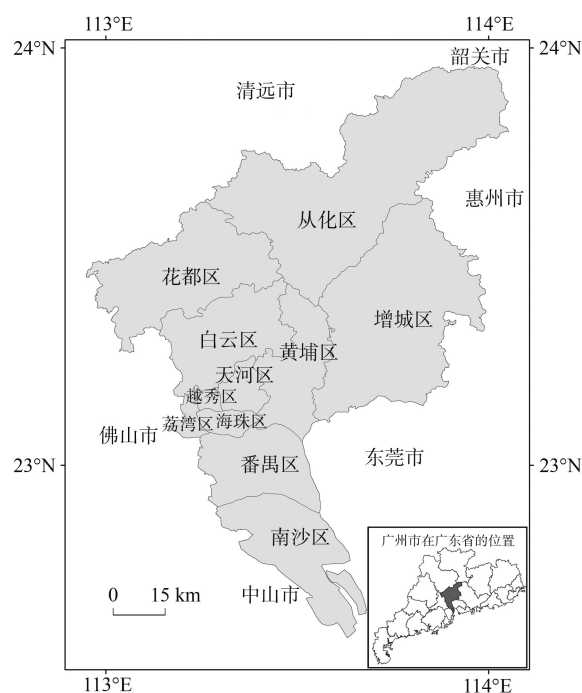 113°E
114°E
24°N
24°N
韶关市
清远市
惠州市
从化区
花都区
增城区
白云区
黄埔区
天河区
越秀区
荔湾区
海珠区
佛山市
东莞市
23°N
番禺区
23°N
南沙区
广州市在广东省的位置
0
15 km
中山市
113°E
114°E